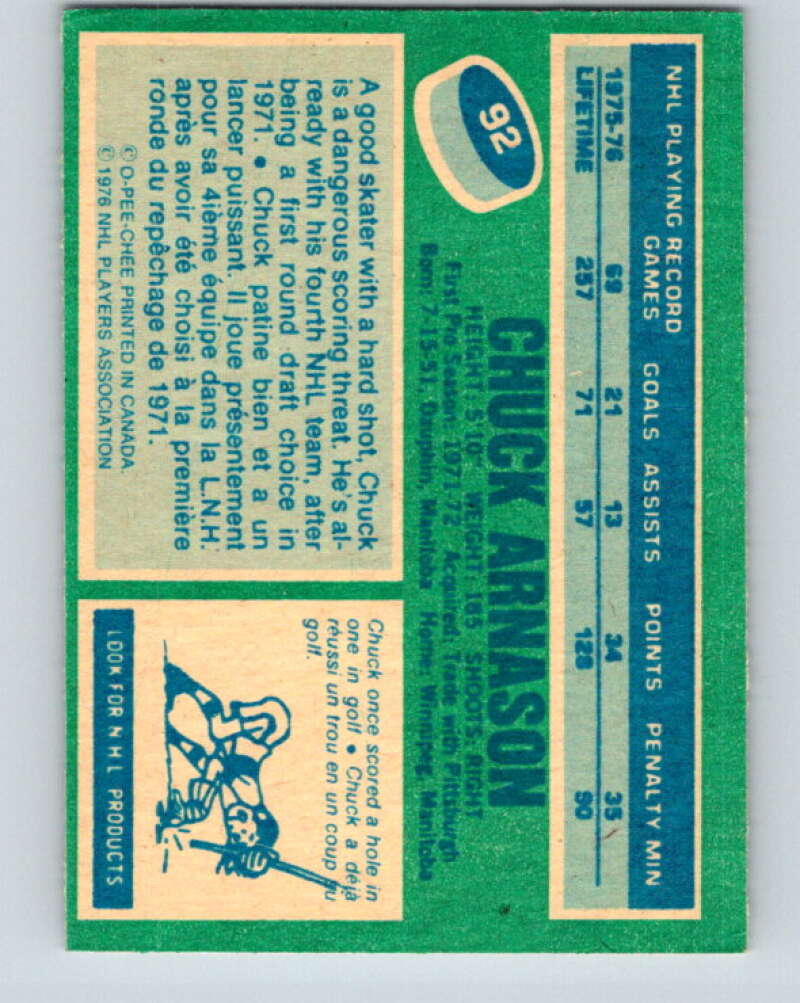 NHL PLAYING RECORD
GAMES GOALS ASSISTS POINTS PENALTY MIN
1975-76 69 21 13 34 35
LIFETIME 257 71 57 128 90
92
CHUCK ARNASON
HEIGHT: 5'10 WEIGHT: 185 SHOOTS: RIGHT
First Pro Season: 1971-72 Acquired: Trade with Pittsburgh
Born: 7-15-51, Dauphin, Manitoba Home: Winnipeg, Manitoba
A good skater with a hard shot, Chuck
is a dangerous scoring threat. He's al-
ready with his fourth NHL team, after
being a first round draft choice in
1971. • Chuck patine bien et a un
lancer puissant. Il joue présentement
pour sa 4ième équipe dans la L.N.H.
après avoir été choisi à la première
ronde du repêchage de 1971.
© O-PEE-CHEE PRINTED IN CANADA.
© 1976 NHL PLAYERS ASSOCIATION
Chuck once scored a hole in
one in golf • Chuck a déjà
réussi un trou en un coup au
golf.
LOOK FOR NHL PRODUCTS